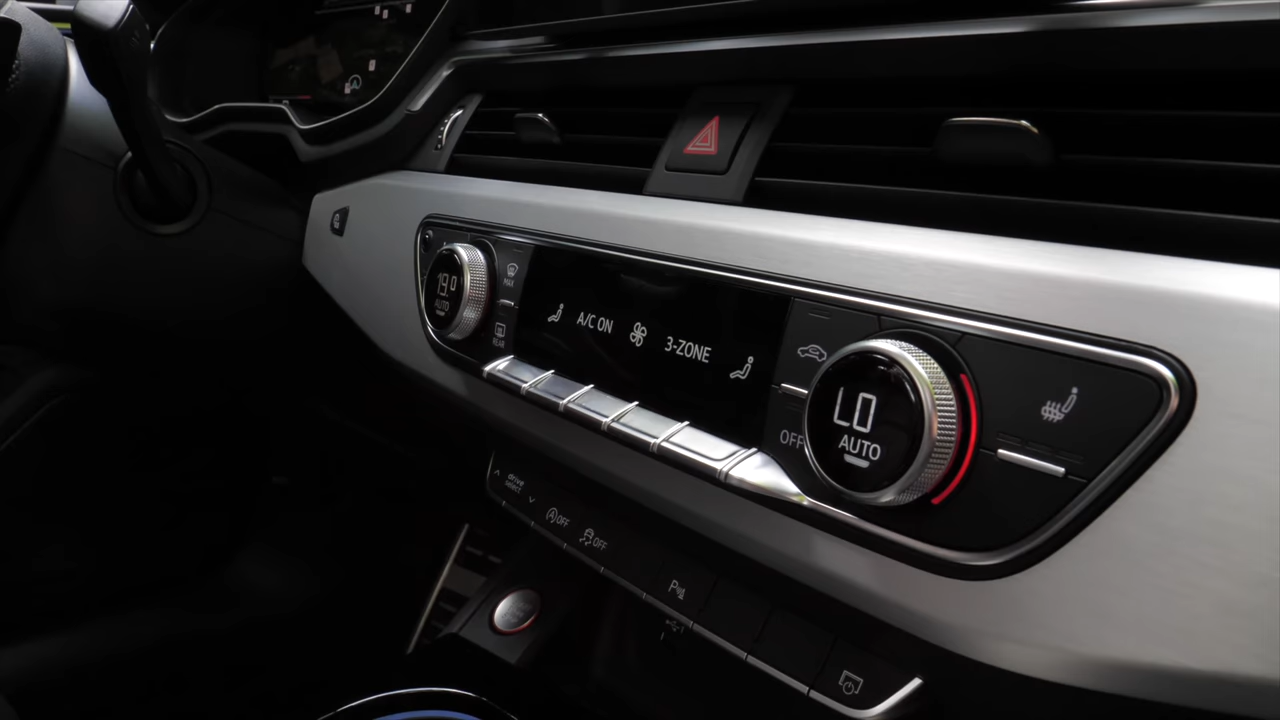 19.0
AUTO
MAX
REAR
A/C ON
3-ZONE
LO
AUTO
OFF
drive
select
A OFF
OFF
P